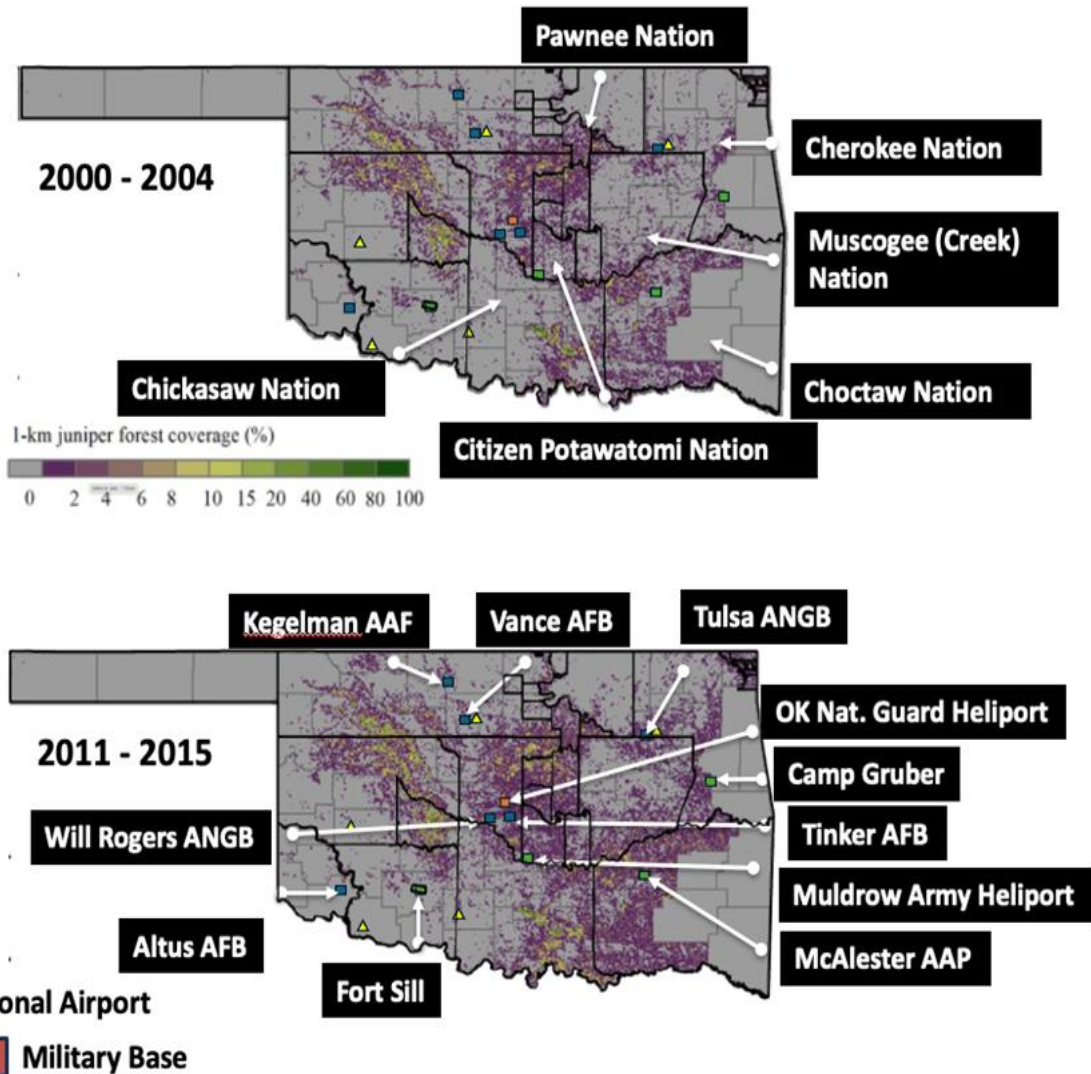 Pawnee Nation
Cherokee Nation
2000 - 2004
Muscogee (Creek)
Nation
Chickasaw Nation
Choctaw Nation
1-km juniper forest coverage (%)
Citizen Potawatomi Nation
0 2 4 6 8 10 15 20 40 60 80 100
Kegelman AAF
Vance AFB
Tulsa ANGB
OK Nat. Guard Heliport
2011 - 2015
Camp Gruber
Will Rogers ANGB
Tinker AFB
Muldrow Army Heliport
Altus AFB
McAlester AAP
Fort Sill
onal Airport
Military Base